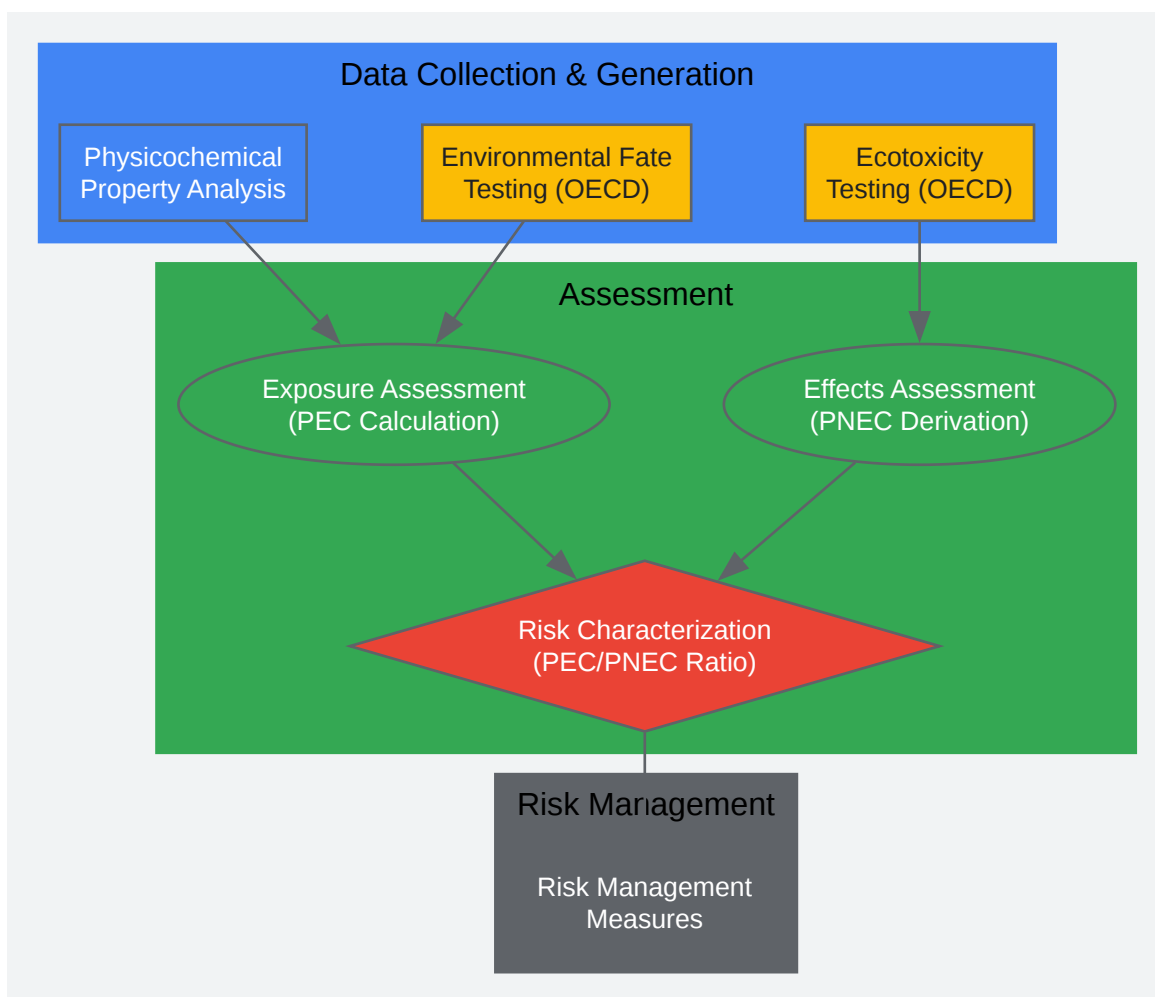 Data Collection & Generation
Physicochemical
Property Analysis
Environmental Fate
Testing (OECD)
Ecotoxicity
Testing (OECD)
Assessment
Exposure Assessment
(PEC Calculation)
Effects Assessment
(PNEC Derivation)
Risk Characterization
(PEC/PNEC Ratio)
Risk Management
Risk Management
Measures